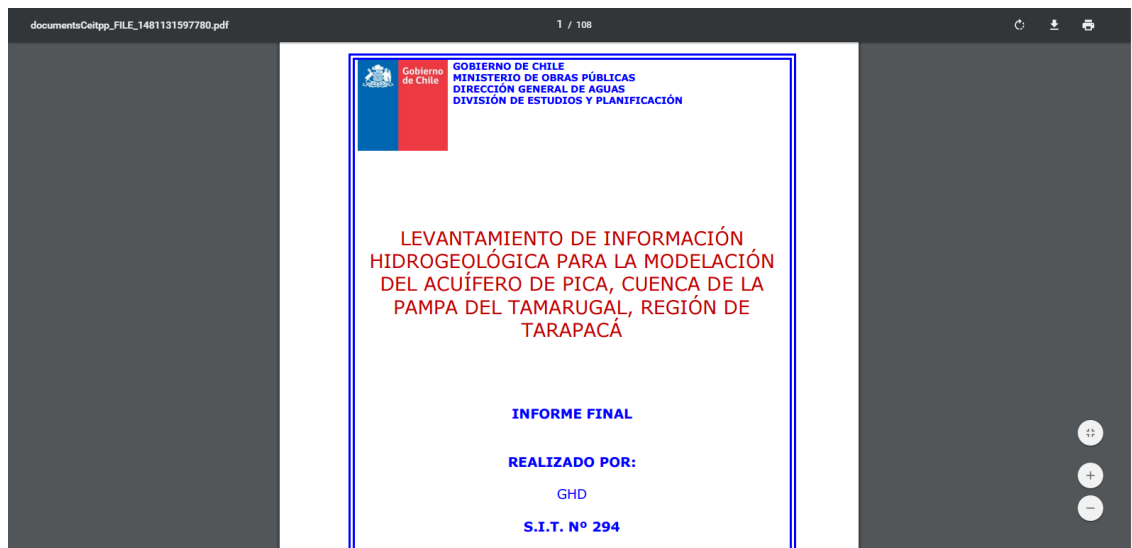 documentsCeitpp_FILE_1481131597780.pdf
1 / 108
Gobierno
de Chile
GOBIERNO DE CHILE
MINISTERIO DE OBRAS PÚBLICAS
DIRECCIÓN GENERAL DE AGUAS
DIVISIÓN DE ESTUDIOS Y PLANIFICACIÓN
LEVANTAMIENTO DE INFORMACIÓN
HIDROGEOLÓGICA PARA LA MODELACIÓN
DEL ACUÍFERO DE PICA, CUENCA DE LA
PAMPA DEL TAMARUGAL, REGIÓN DE
TARAPACÁ
INFORME FINAL
REALIZADO POR:
GHD
S.I.T. Nº 294